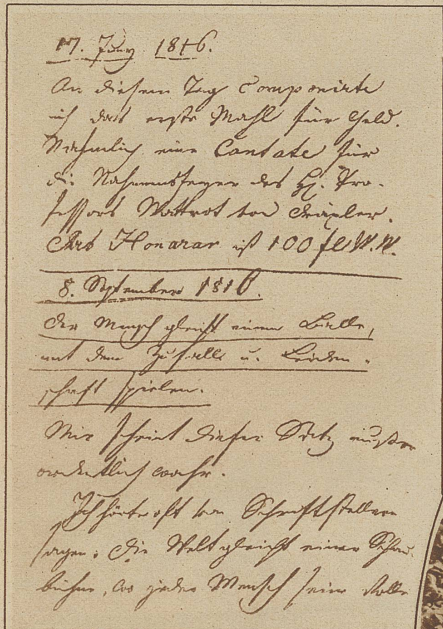 17. Juny 1816.
An diesem Tag componirte
ich das erste Mahl für Geld.
Nahmlich eine Cantate für
die Nahmensfeyer des H. Pro-
fessors Wattrot von Dräxler.
Das Honorar ist 100 fl W. W.
8. September 1816.
Der Mensch gleicht einem Balle,
mit dem Zufall u. Leiden-
schaft spielen.
Mir scheint dieser Satz außer-
ordentlich wahr.
Ich hörte oft von Schriftstellern
sagen: Die Welt gleicht einer Schau-
bühne, wo jeder Mensch seine Rolle